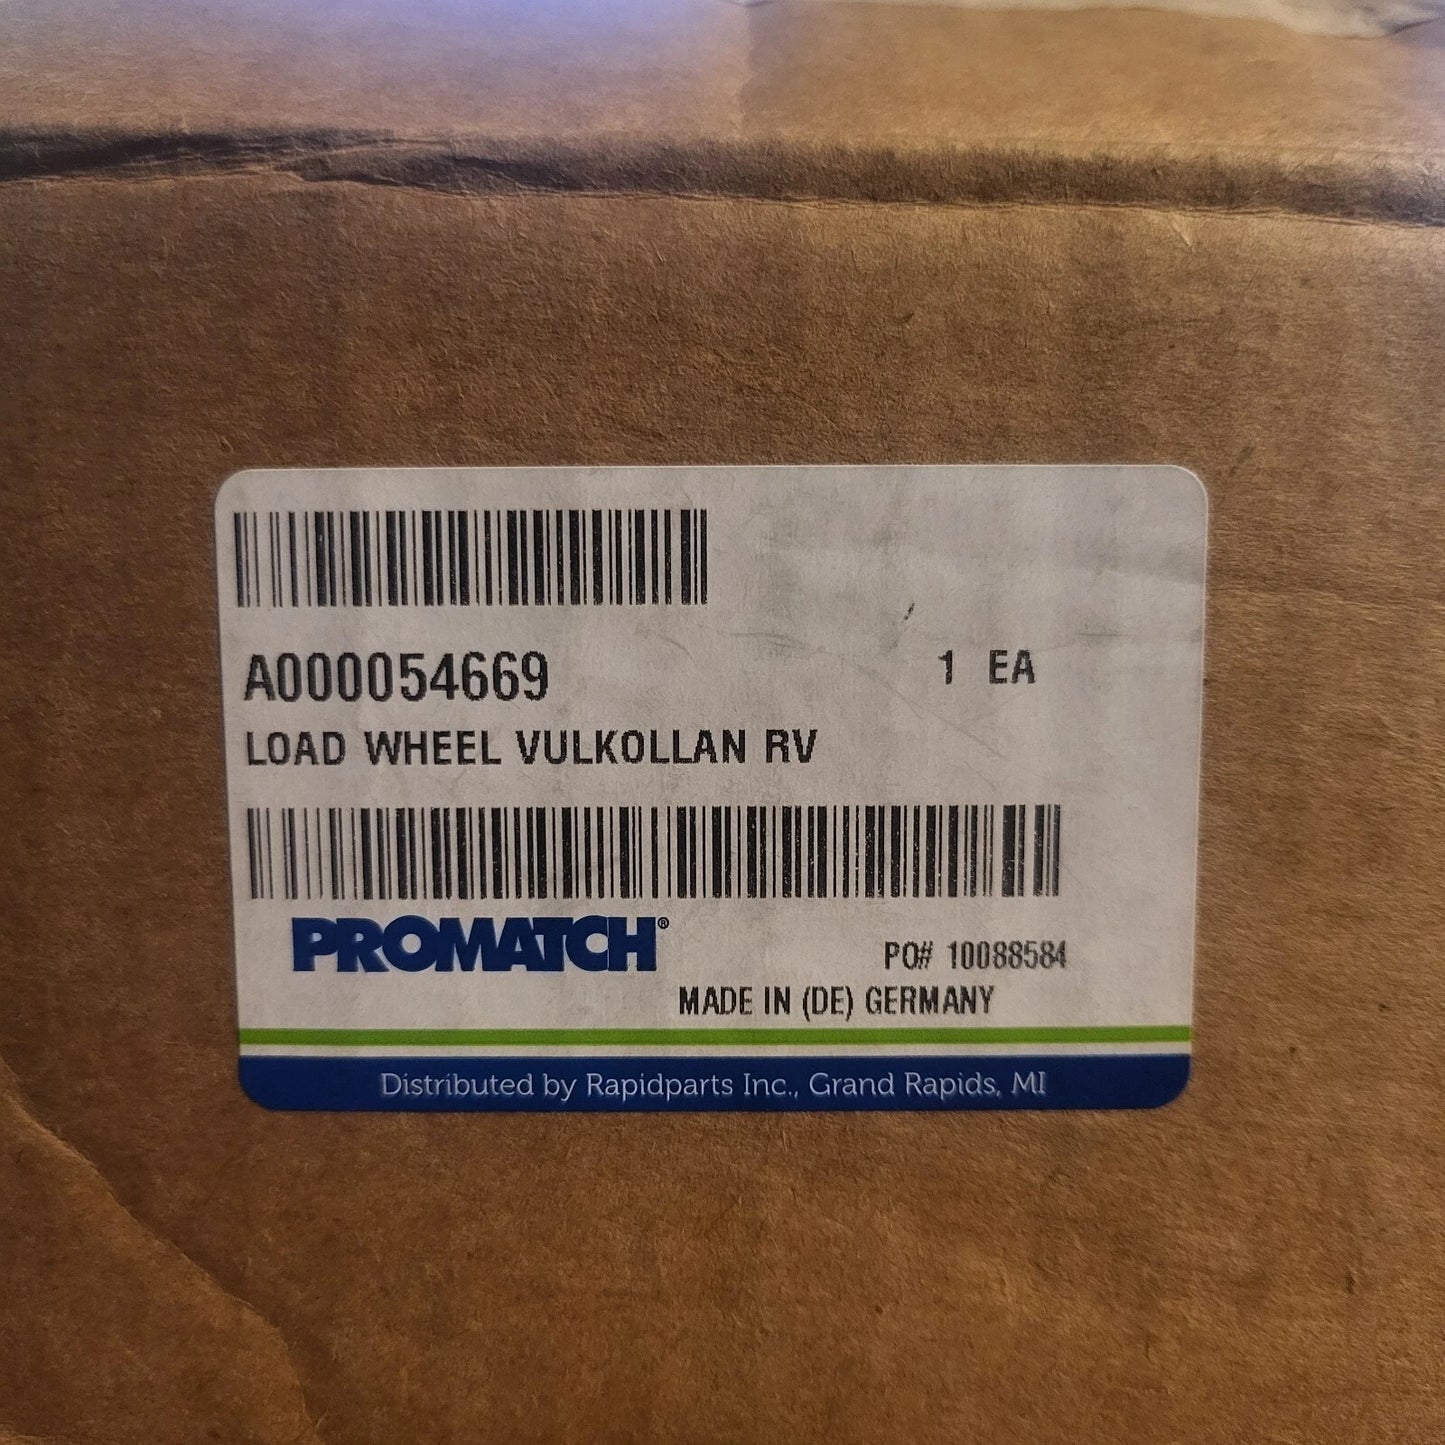 A000054669 1 EA
LOAD WHEEL VULKOLLAN RV
PROMATCH®
PO# 10088584
MADE IN (DE) GERMANY
Distributed by Rapidparts Inc., Grand Rapids, MI